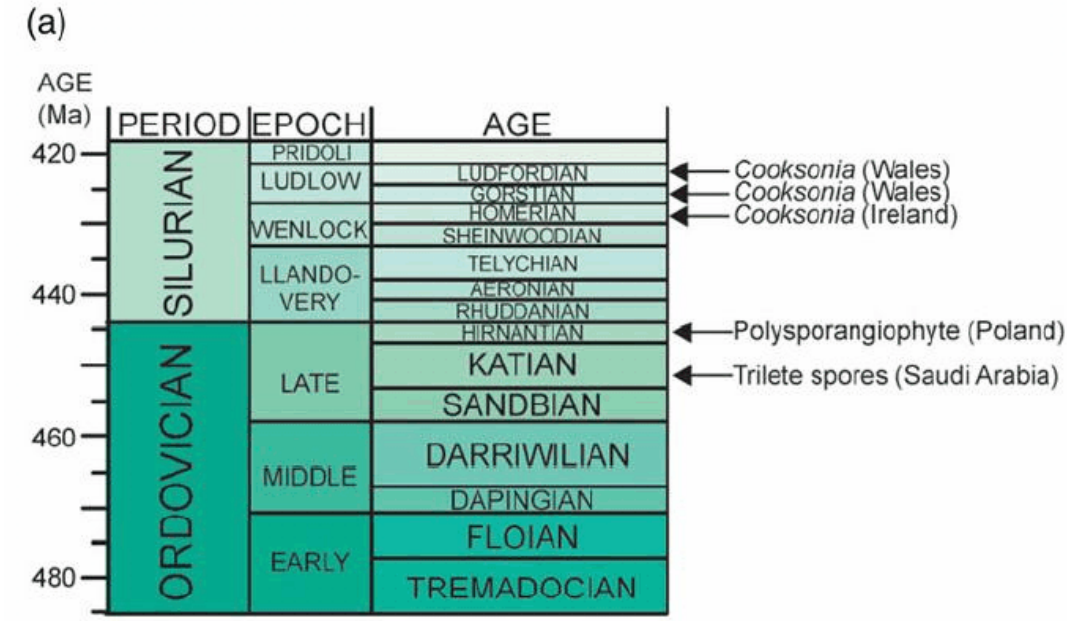 (a)
AGE
(Ma)
PERIOD EPOCH AGE
420
PRIDOLI
LUDLOW
LUDFORDIAN
Cooksonia (Wales)
GORSTIAN
Cooksonia (Wales)
SILURIAN
WENLOCK
HOMERIAN
Cooksonia (Ireland)
SHEINWOODIAN
LLANDO-
VERY
TELYCHIAN
440
AERONIAN
RHUDDANIAN
ORDOVICIAN
LATE
HIRNANTIAN
Polysporangiophyte (Poland)
KATIAN
Trilete spores (Saudi Arabia)
SANDBIAN
460
MIDDLE
DARRIWILIAN
DAPINGIAN
EARLY
FLOIAN
480
TREMADOCIAN